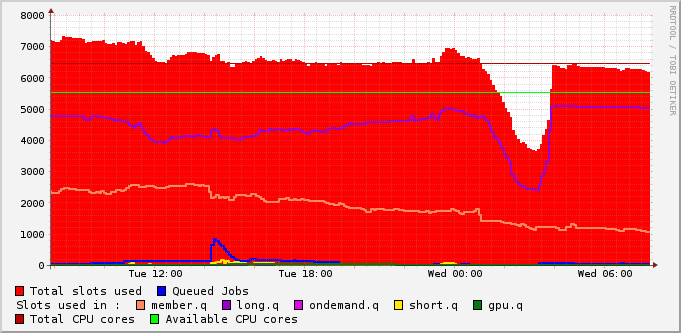 8000
7000
6000
5000
4000
3000
2000
1000
0
Tue 12:00 Tue 18:00 Wed 00:00 Wed 06:00
RRDTOOL / TOBI OETIKER
Total slots used Queued Jobs
Slots used in : member.q long.q ondemand.q short.q gpu.q
Total CPU cores Available CPU cores